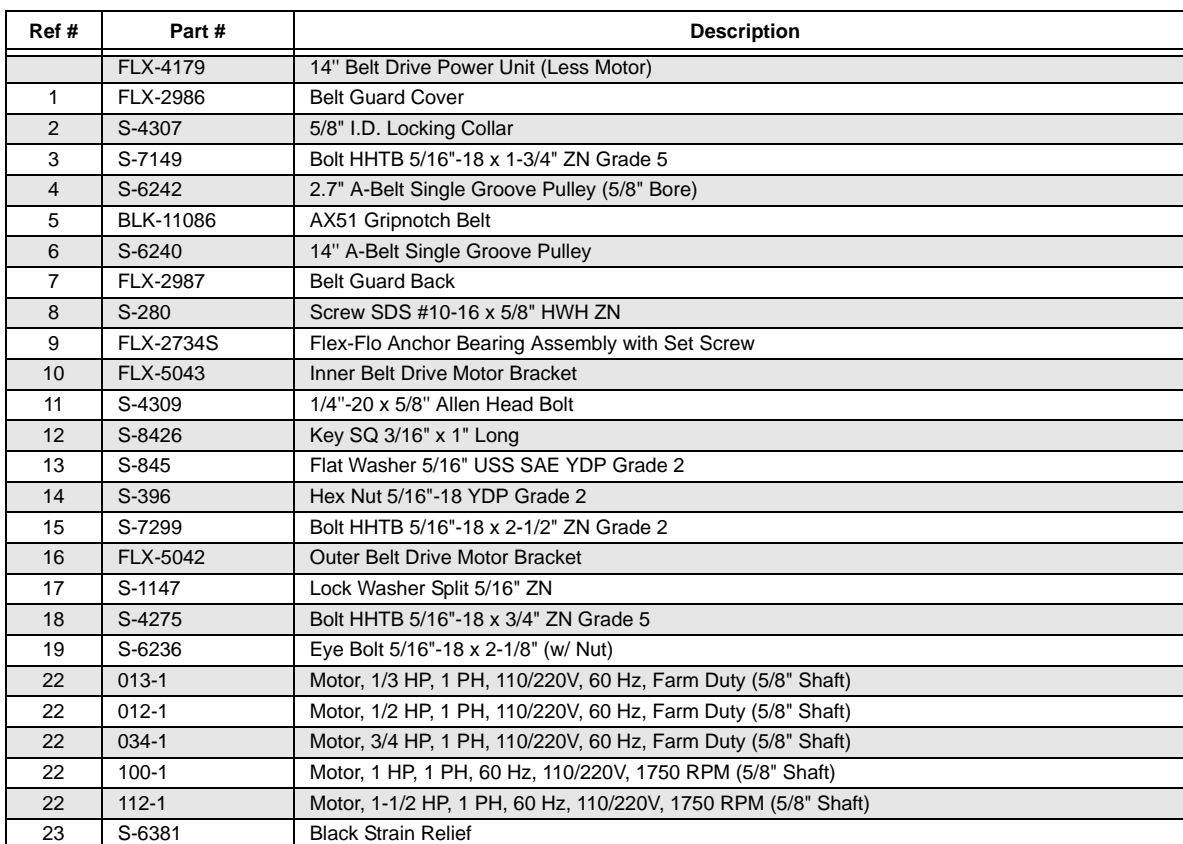 Ref # Part # Description
FLX-4179 14" Belt Drive Power Unit (Less Motor)
1 FLX-2986 Belt Guard Cover
2 S-4307 5/8" I.D. Locking Collar
3 S-7149 Bolt HHTB 5/16"-18 x 1-3/4" ZN Grade 5
4 S-6242 2.7" A-Belt Single Groove Pulley (5/8" Bore)
5 BLK-11086 AX51 Gripnotch Belt
6 S-6240 14" A-Belt Single Groove Pulley
7 FLX-2987 Belt Guard Back
8 S-280 Screw SDS #10-16 x 5/8" HWH ZN
9 FLX-2734S Flex-Flo Anchor Bearing Assembly with Set Screw
10 FLX-5043 Inner Belt Drive Motor Bracket
11 S-4309 1/4"-20 x 5/8" Allen Head Bolt
12 S-8426 Key SQ 3/16" x 1" Long
13 S-845 Flat Washer 5/16" USS SAE YDP Grade 2
14 S-396 Hex Nut 5/16"-18 YDP Grade 2
15 S-7299 Bolt HHTB 5/16"-18 x 2-1/2" ZN Grade 2
16 FLX-5042 Outer Belt Drive Motor Bracket
17 S-1147 Lock Washer Split 5/16" ZN
18 S-4275 Bolt HHTB 5/16"-18 x 3/4" ZN Grade 5
19 S-6236 Eye Bolt 5/16"-18 x 2-1/8" (w/ Nut)
22 013-1 Motor, 1/3 HP, 1 PH, 110/220V, 60 Hz, Farm Duty (5/8" Shaft)
22 012-1 Motor, 1/2 HP, 1 PH, 110/220V, 60 Hz, Farm Duty (5/8" Shaft)
22 034-1 Motor, 3/4 HP, 1 PH, 110/220V, 60 Hz, Farm Duty (5/8" Shaft)
22 100-1 Motor, 1 HP, 1 PH, 60 Hz, 110/220V, 1750 RPM (5/8" Shaft)
22 112-1 Motor, 1-1/2 HP, 1 PH, 60 Hz, 110/220V, 1750 RPM (5/8" Shaft)
23 S-6381 Black Strain Relief